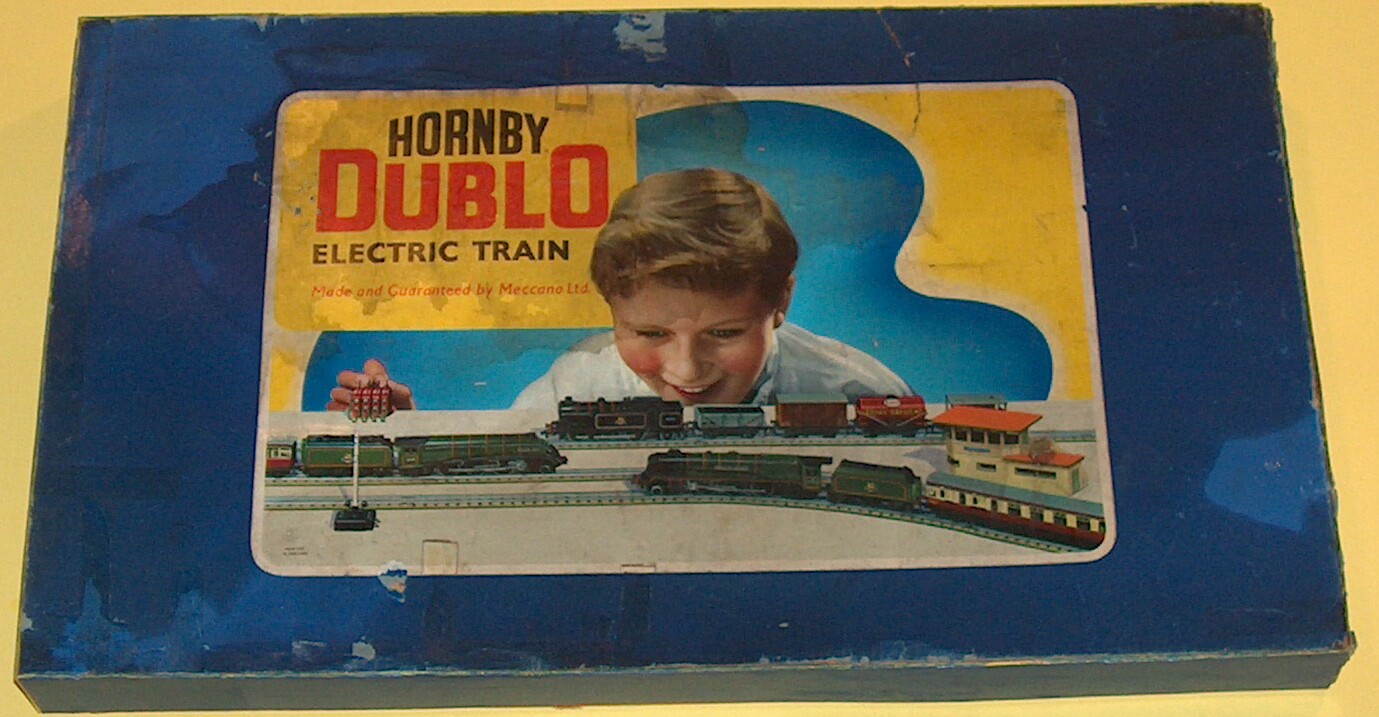 HORNBY
DUBLO
ELECTRIC TRAIN
Made and Guaranteed by Meccano Ltd.